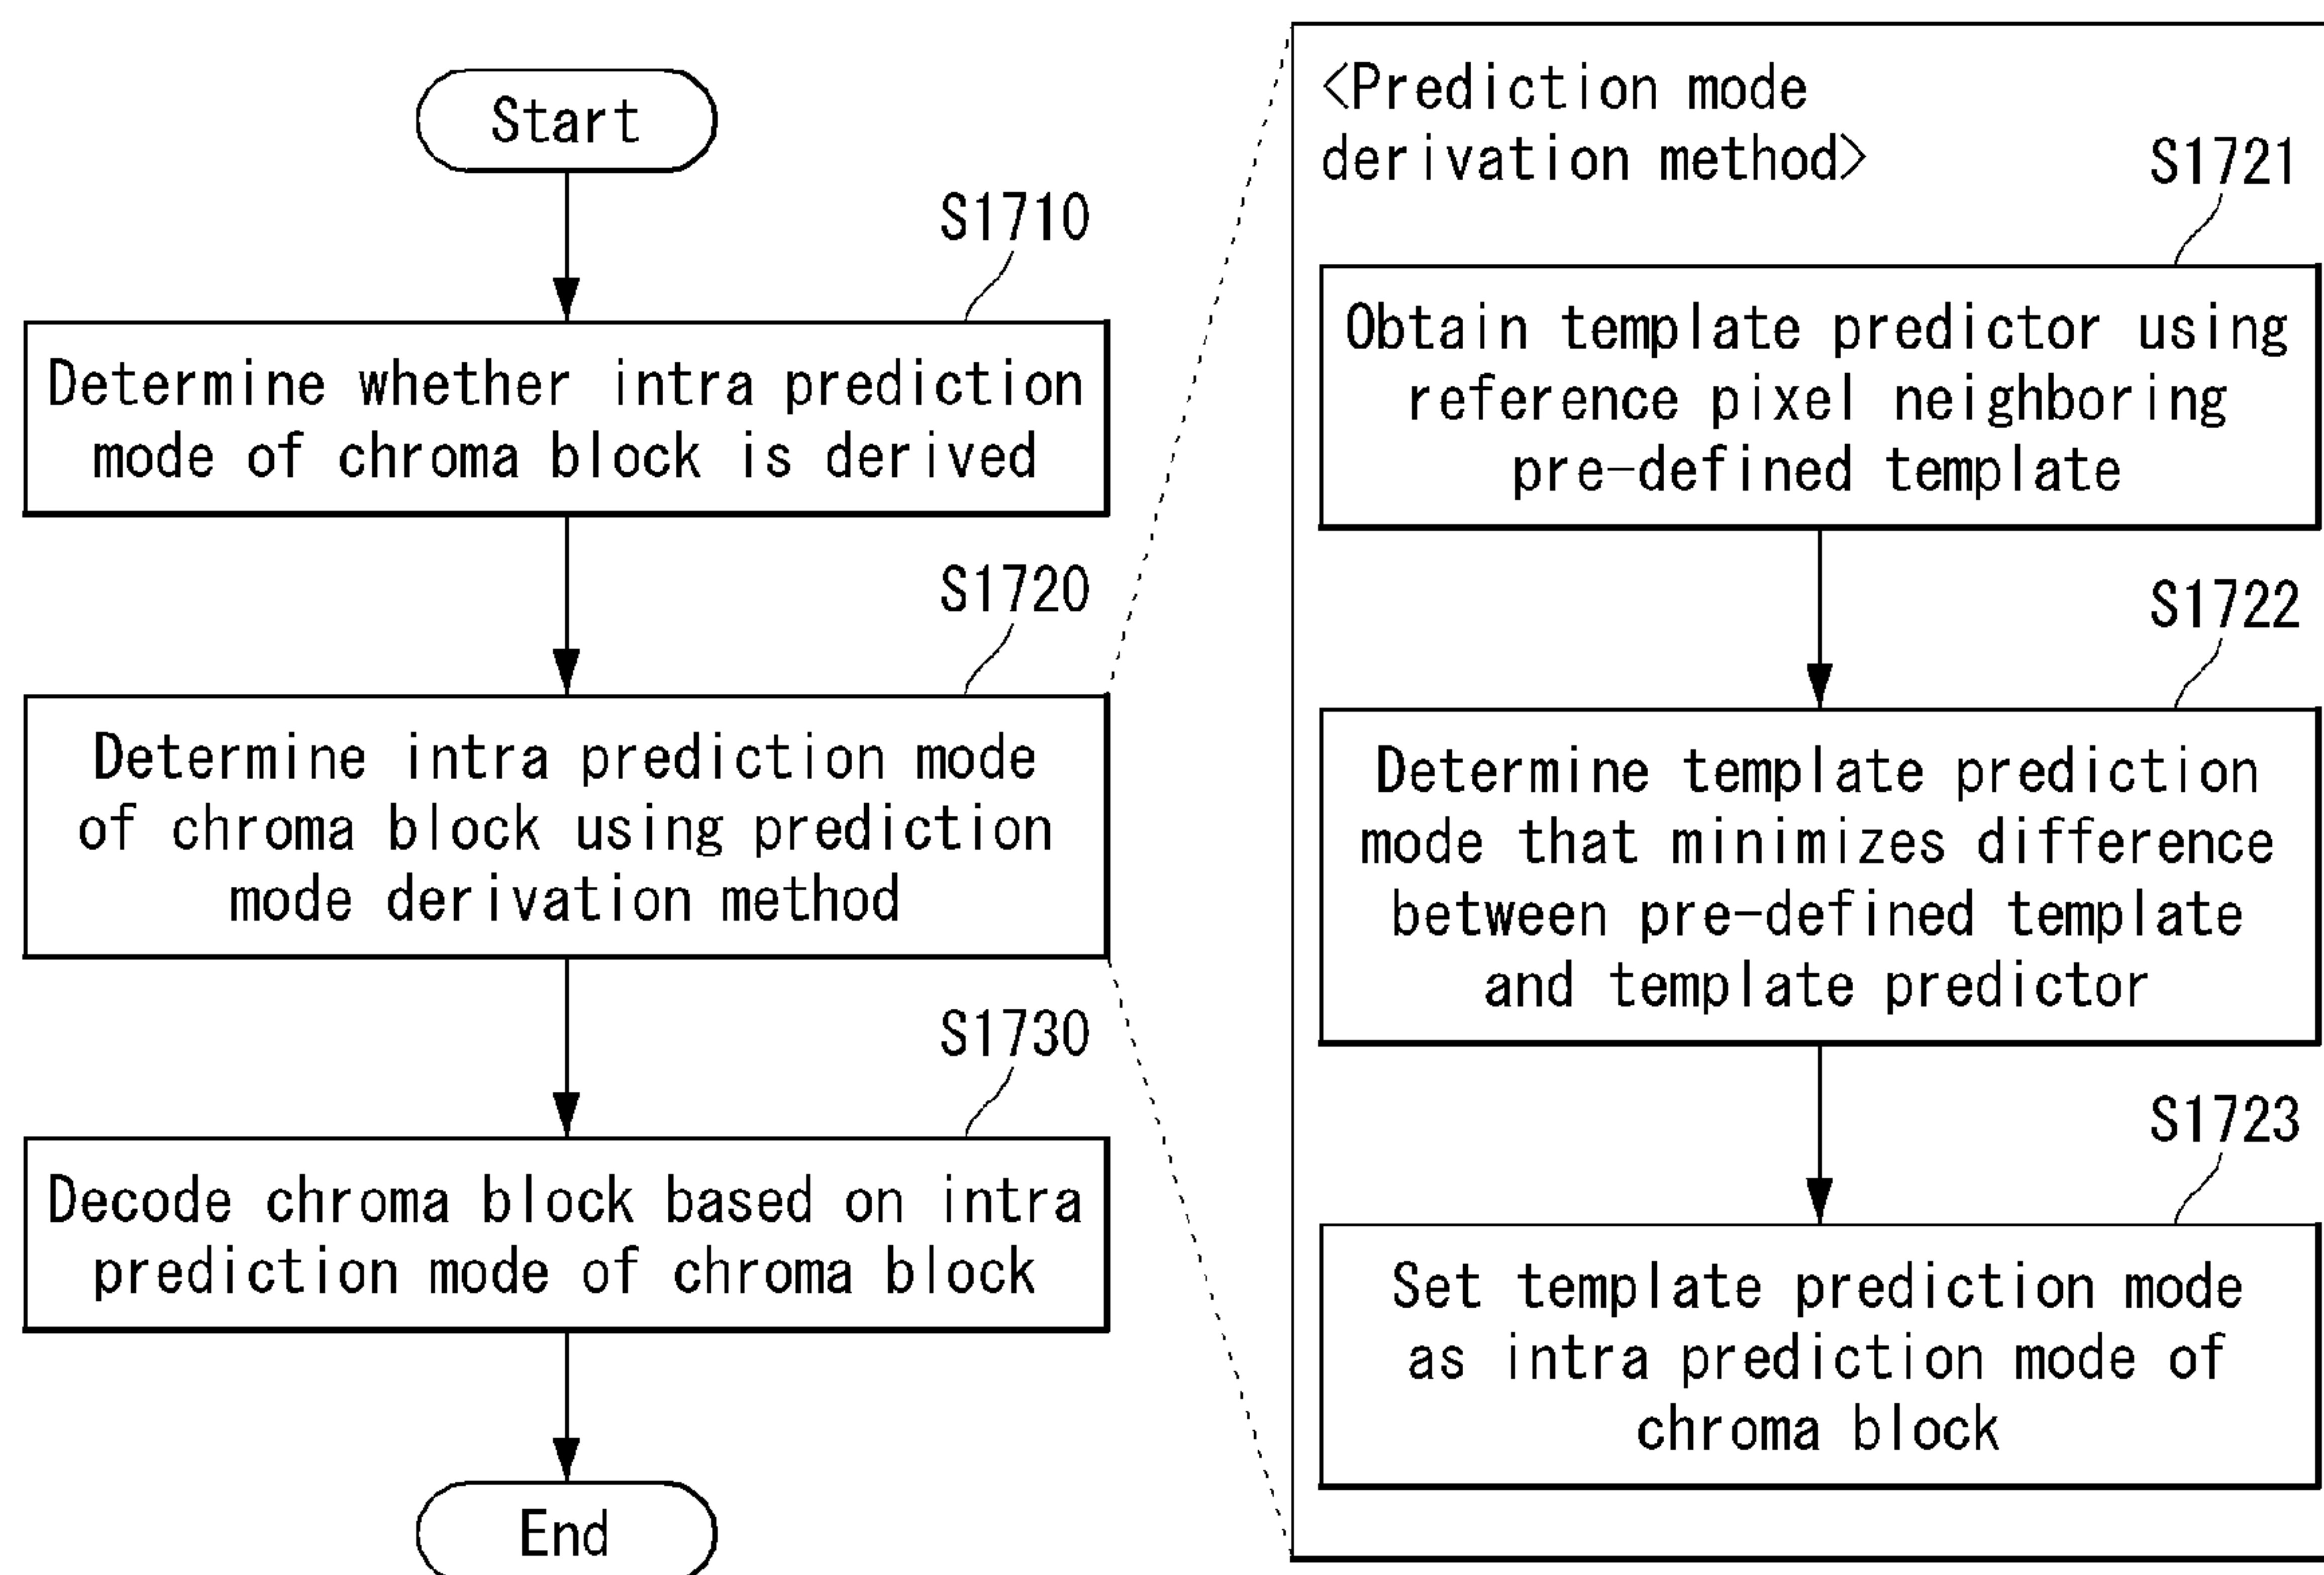 Start
S1710
Determine whether intra prediction
mode of chroma block is derived
S1720
Determine intra prediction mode
of chroma block using prediction
mode derivation method
S1730
Decode chroma block based on intra
prediction mode of chroma block
End
<Prediction mode
derivation method>
S1721
Obtain template predictor using
reference pixel neighboring
pre-defined template
S1722
Determine template prediction
mode that minimizes difference
between pre-defined template
and template predictor
S1723
Set template prediction mode
as intra prediction mode of
chroma block